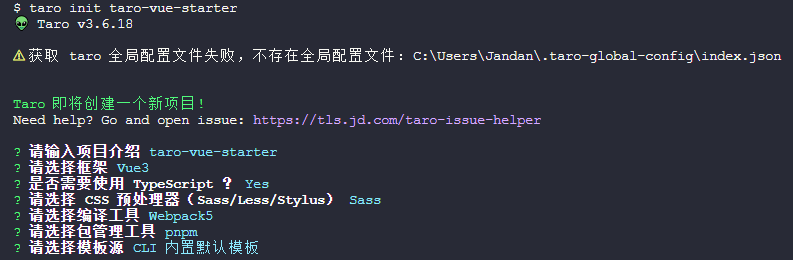 $ taro init taro-vue-starter
👽 Taro v3.6.18
⚠️获取 taro 全局配置文件失败，不存在全局配置文件：C:\Users\Jandan\.taro-global-config\index.json
Taro 即将创建一个新项目!
Need help? Go and open issue: https://tls.jd.com/taro-issue-helper
? 请输入项目介绍 taro-vue-starter
? 请选择框架 Vue3
? 是否需要使用 TypeScript ？ Yes
? 请选择 CSS 预处理器（Sass/Less/Stylus） Sass
? 请选择编译工具 Webpack5
? 请选择包管理工具 pnpm
? 请选择模板源 CLI 内置默认模板